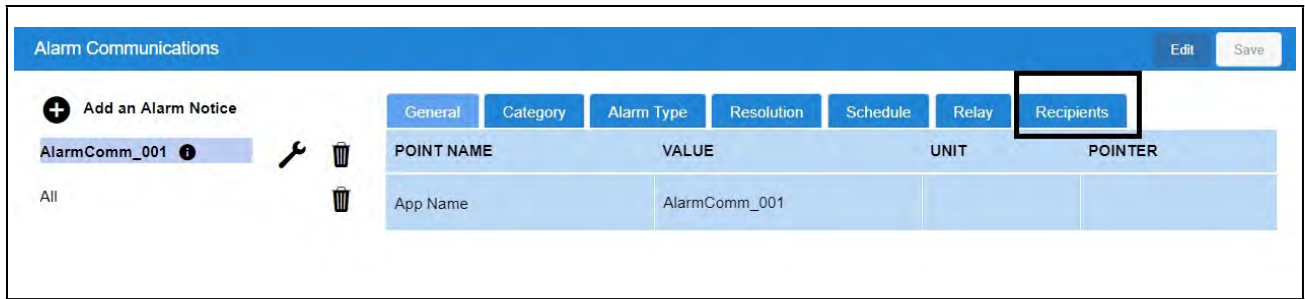 Alarm Communications
Edit Save
Add an Alarm Notice
General Category Alarm Type Resolution Schedule Relay Recipients
AlarmComm_001
POINT NAME VALUE UNIT POINTER
All
App Name AlarmComm_001